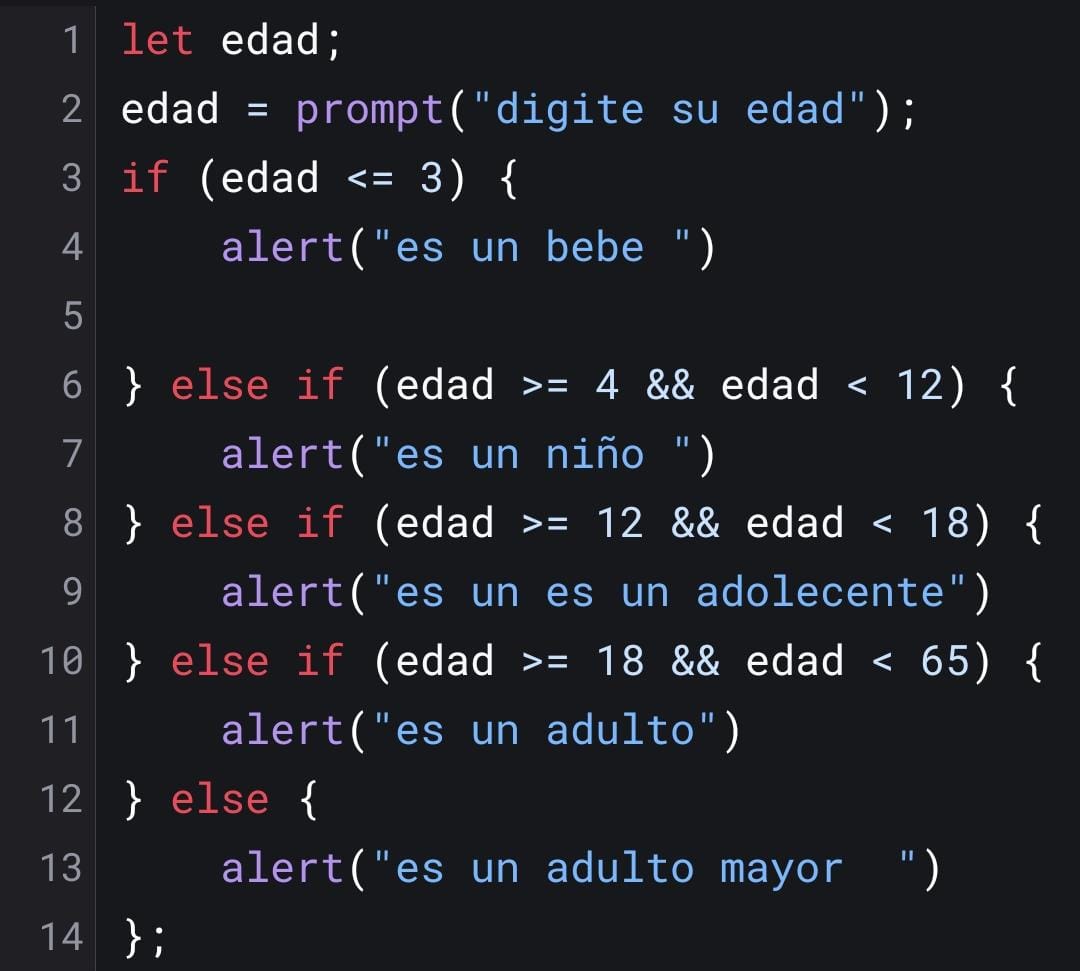 1 let edad;
2 edad = prompt("digite su edad");
3 if (edad <= 3) {
4     alert("es un bebe ")
5
6 } else if (edad >= 4 && edad < 12) {
7     alert("es un niño ")
8 } else if (edad >= 12 && edad < 18) {
9     alert("es un es un adolecente")
10 } else if (edad >= 18 && edad < 65) {
11     alert("es un adulto")
12 } else {
13     alert("es un adulto mayor  ")
14 };